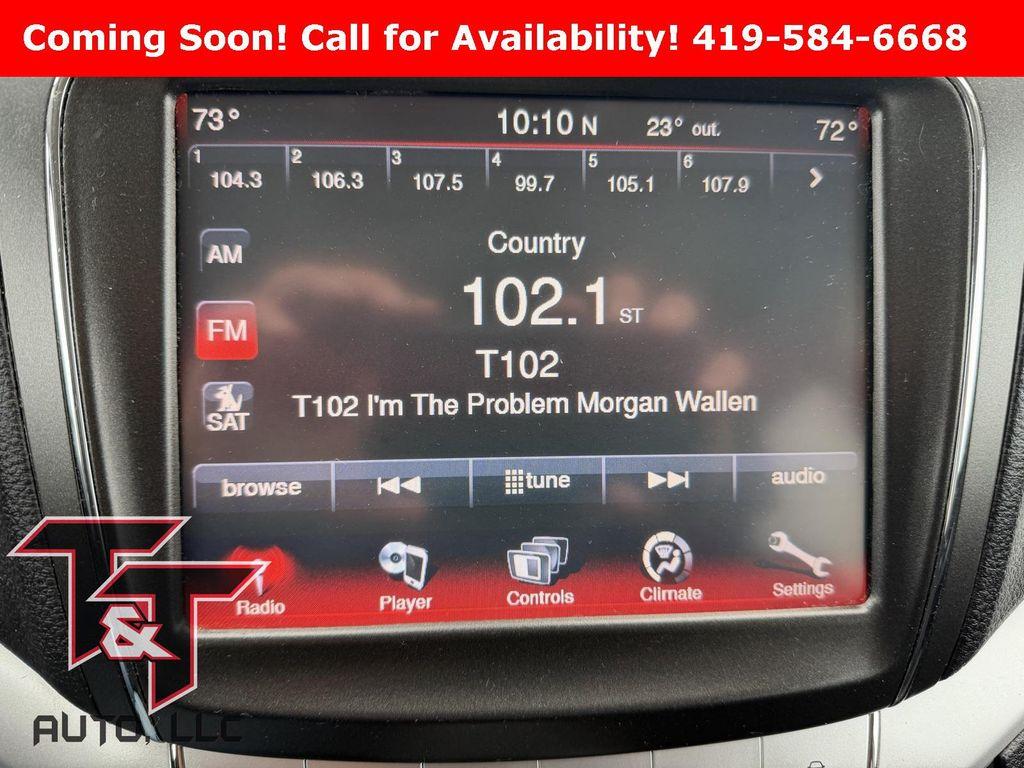 Coming Soon! Call for Availability! 419-584-6668
73° 10:10 N 23° out. 72°
1 2 3 4 5 6
104.3 106.3 107.5 99.7 105.1 107.9 >
Country
AM
102.1 ST
FM
T102
SAT
T102 I'm The Problem Morgan Wallen
browse tune audio
Radio Player Controls Climate Settings
T&T
AUTO, LLC